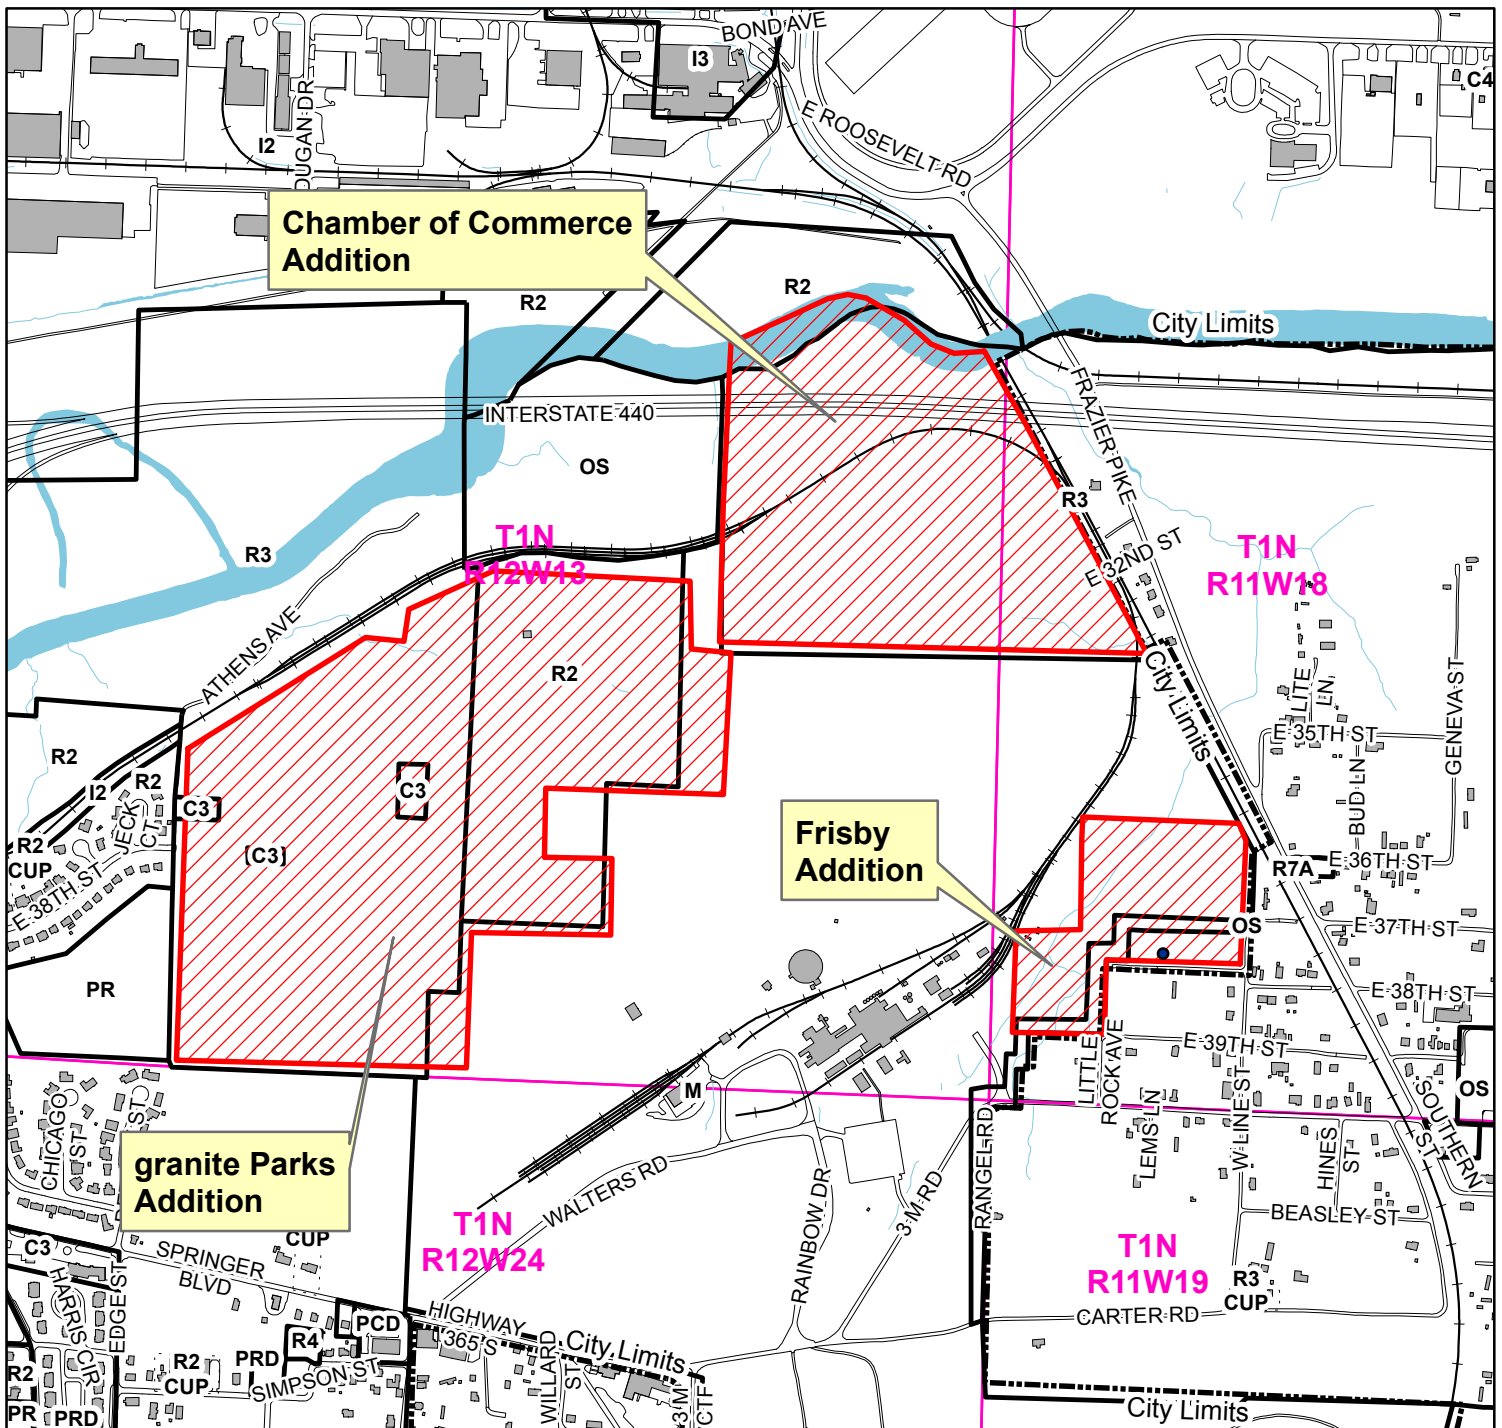 BOND AVE
I3
C4
E ROOSEVELT RD
I2
DUGAN DR
Chamber of Commerce
Addition
R2
R2
City Limits
INTERSTATE 440
FRAZIER PIKE
OS
R3
R3
T1N
R12W13
E 32ND ST
T1N
R11W18
ATHENS AVE
City Limits
LITE
LN
GENEVA ST
R2
E 35TH ST
BUD LN
R2
I2
R2
C3
C3
JECK
CT
C3
R2
CUP
E 38TH ST
Frisby
Addition
R7A
E 36TH ST
OS
E 37TH ST
PR
E 38TH ST
E 39TH ST
LITTLE
ROCK AVE
M
OS
CHICAGO
ST
ST
RANGEL RD
LEMS LN
W LINE ST
HINES
ST
SOUTHERN
ST
granite Parks
Addition
WALTERS RD
RAINBOW DR
3 M RD
BEASLEY ST
CUP
T1N
R12W24
T1N
R11W19
C3
SPRINGER
BLVD
R3
CUP
CARTER RD
HARRIS CIR
EDGE ST
HIGHWAY
365 S
PCD
R4
City Limits
R2
R2
CUP
PRD
SIMPSON ST
WILLARD
ST
3 M
CTF
PR
PRD
City Limits